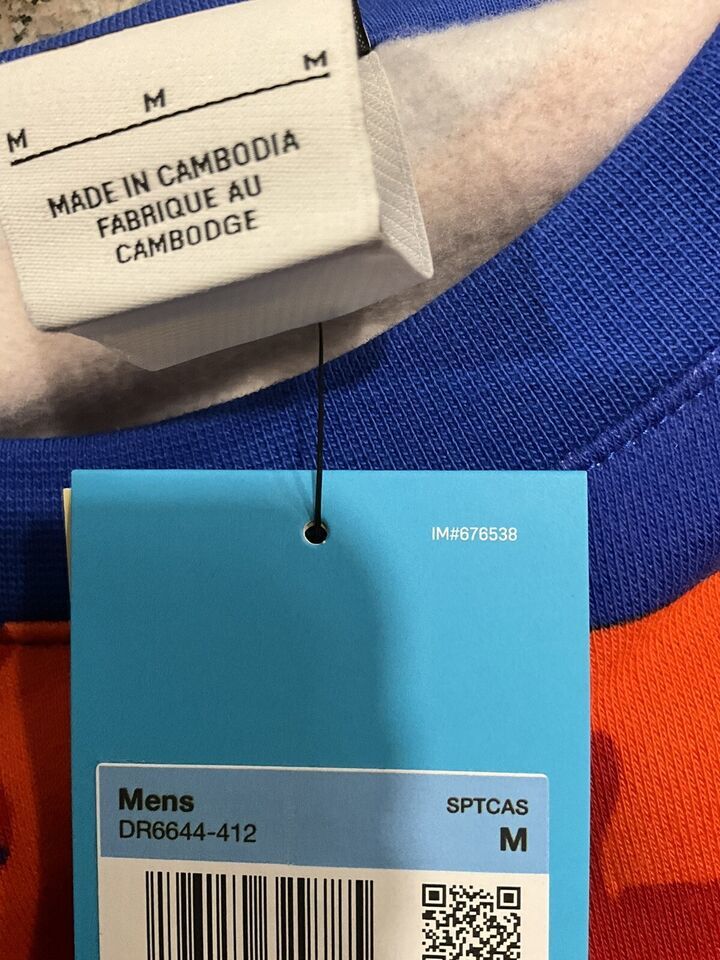 M M M
MADE IN CAMBODIA
FABRIQUE AU
CAMBODGE
IM#676538
Mens SPTCAS
DR6644-412 M